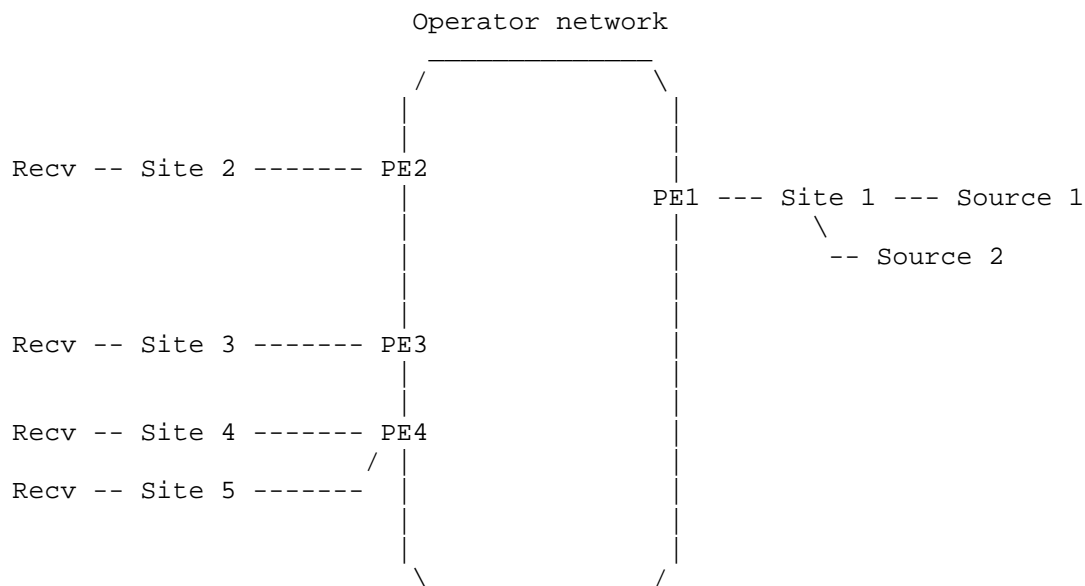 Operator network
Recv -- Site 2 ------- PE2
PE1 --- Site 1 --- Source 1
-- Source 2
Recv -- Site 3 ------- PE3
Recv -- Site 4 ------- PE4
Recv -- Site 5 -------